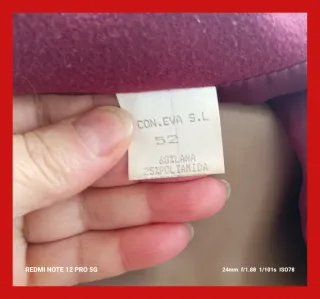 CON.EVA S.L
52
60%LANA
25%POLIAMIDA
REDMI NOTE 12 PRO 5G
24mm f/1.88 1/101s ISO78